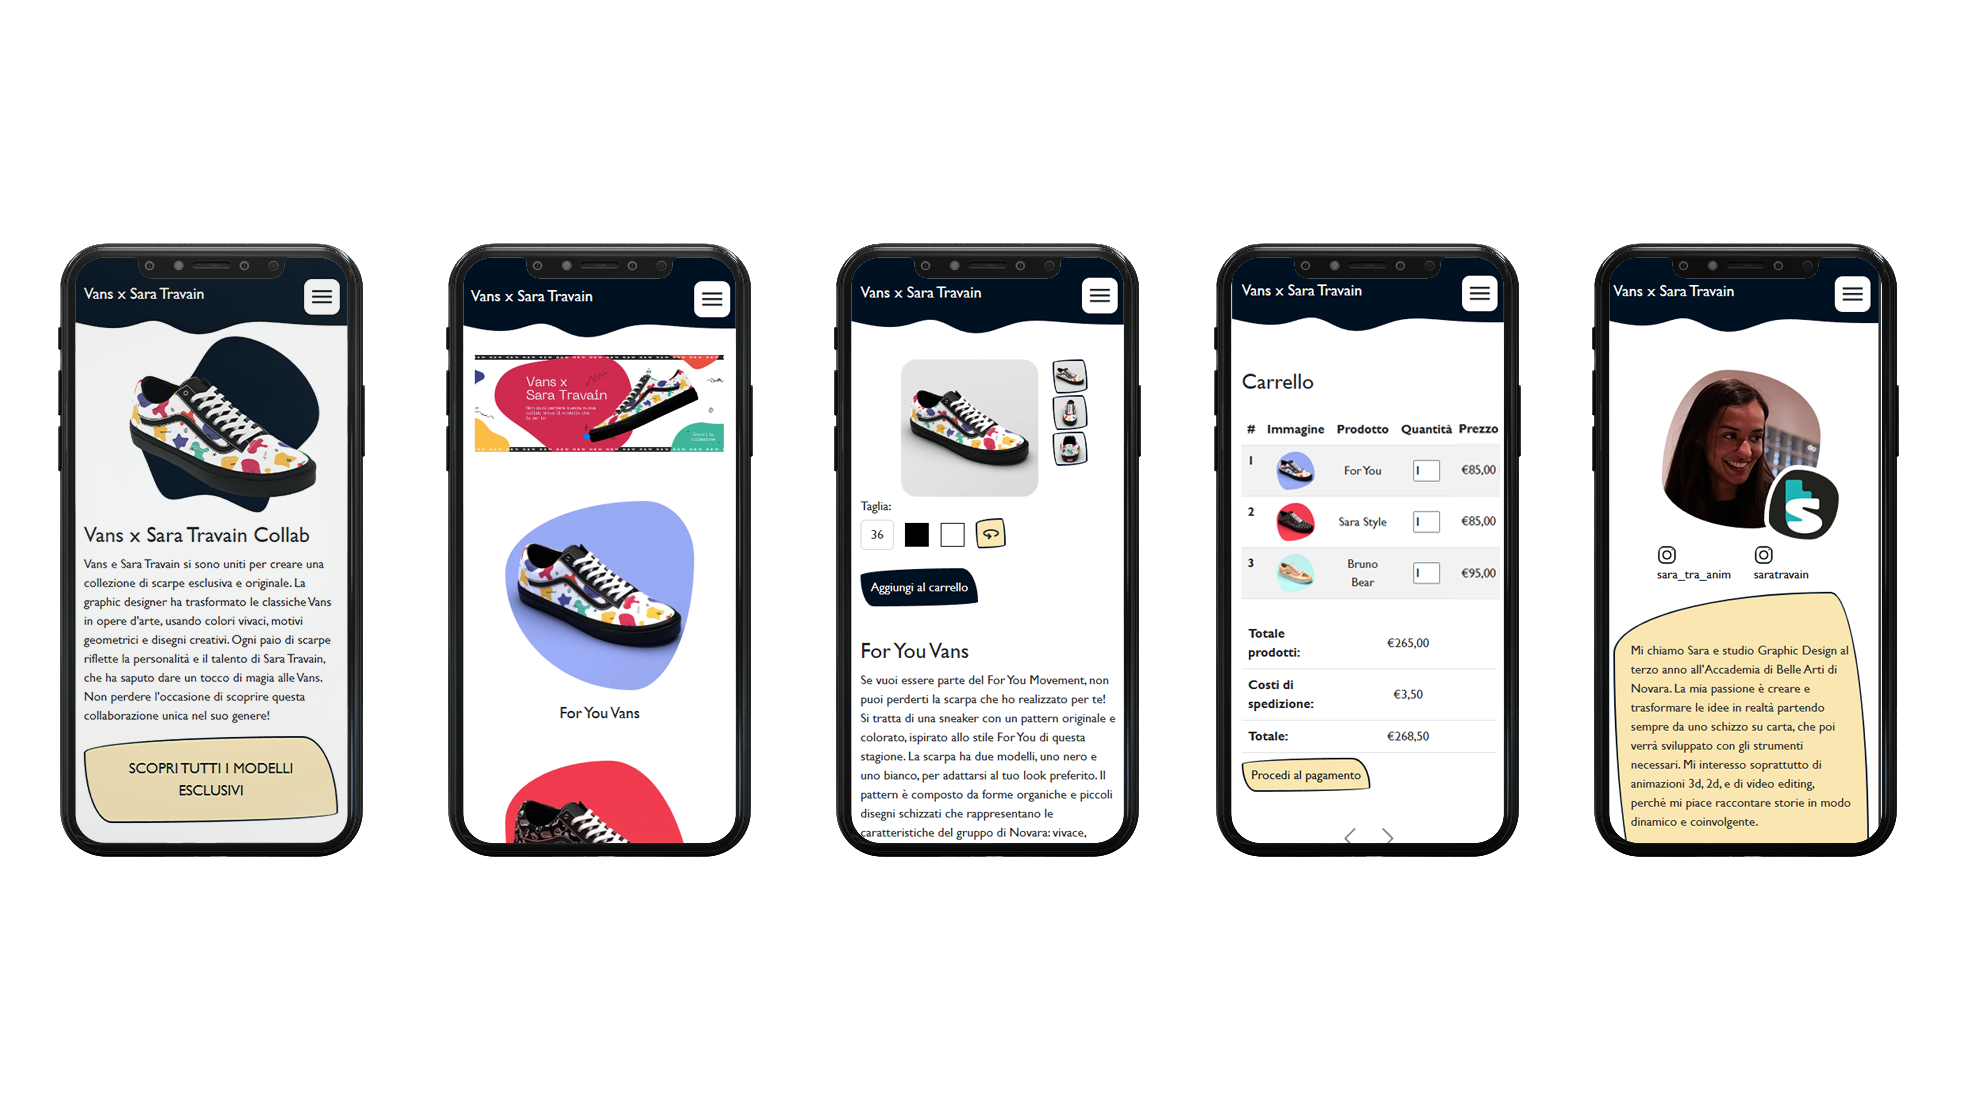 Vans x Sara Travain
Vans x Sara Travain Collab
Vans e Sara Travain si sono uniti per creare una
collezione di scarpe esclusiva e originale. La
graphic designer ha trasformato le classiche Vans
in opere d'arte, usando colori vivaci, motivi
geometrici e disegni creativi. Ogni paio di scarpe
riflette la personalità e il talento di Sara Travain,
che ha saputo dare un tocco di magia alle Vans.
Non perdere l'occasione di scoprire questa
collaborazione unica nel suo genere!
SCOPRI TUTTI I MODELLI
ESCLUSIVI
Vans x Sara Travain
Vans x
Sara Travain
Non puoi perdere questa nuova
For You Vans
Vans x Sara Travain
Taglia:
36
Aggiungi al carrello
For You Vans
Se vuoi essere parte del For You Movement, non
puoi perderti la scarpa che ho realizzato per te!
Si tratta di una sneaker con un pattern originale e
colorato, ispirato allo stile For You di questa
stagione. La scarpa ha due modelli, uno nero e
uno bianco, per adattarsi al tuo look preferito. Il
pattern è composto da forme organiche e piccoli
disegni schizzati che rappresentano le
caratteristiche del gruppo di Novara: vivace,
Vans x Sara Travain
Carrello
# Immagine Prodotto Quantità Prezzo
1 For You 1 €85,00
2 Sara Style 1 €85,00
3 Bruno Bear 1 €95,00
Totale
prodotti: €265,00
Costi di
spedizione: €3,50
Totale: €268,50
Procedi al pagamento
Vans x Sara Travain
ts
sara_tra_anim saratravain
Mi chiamo Sara e studio Graphic Design al
terzo anno all'Accademia di Belle Arti di
Novara. La mia passione è creare e
trasformare le idee in realtà partendo
sempre da uno schizzo su carta, che poi
verrà sviluppato con gli strumenti
necessari. Mi interesso soprattutto di
animazioni 3d, 2d, e di video editing,
perché mi piace raccontare storie in modo
dinamico e coinvolgente.